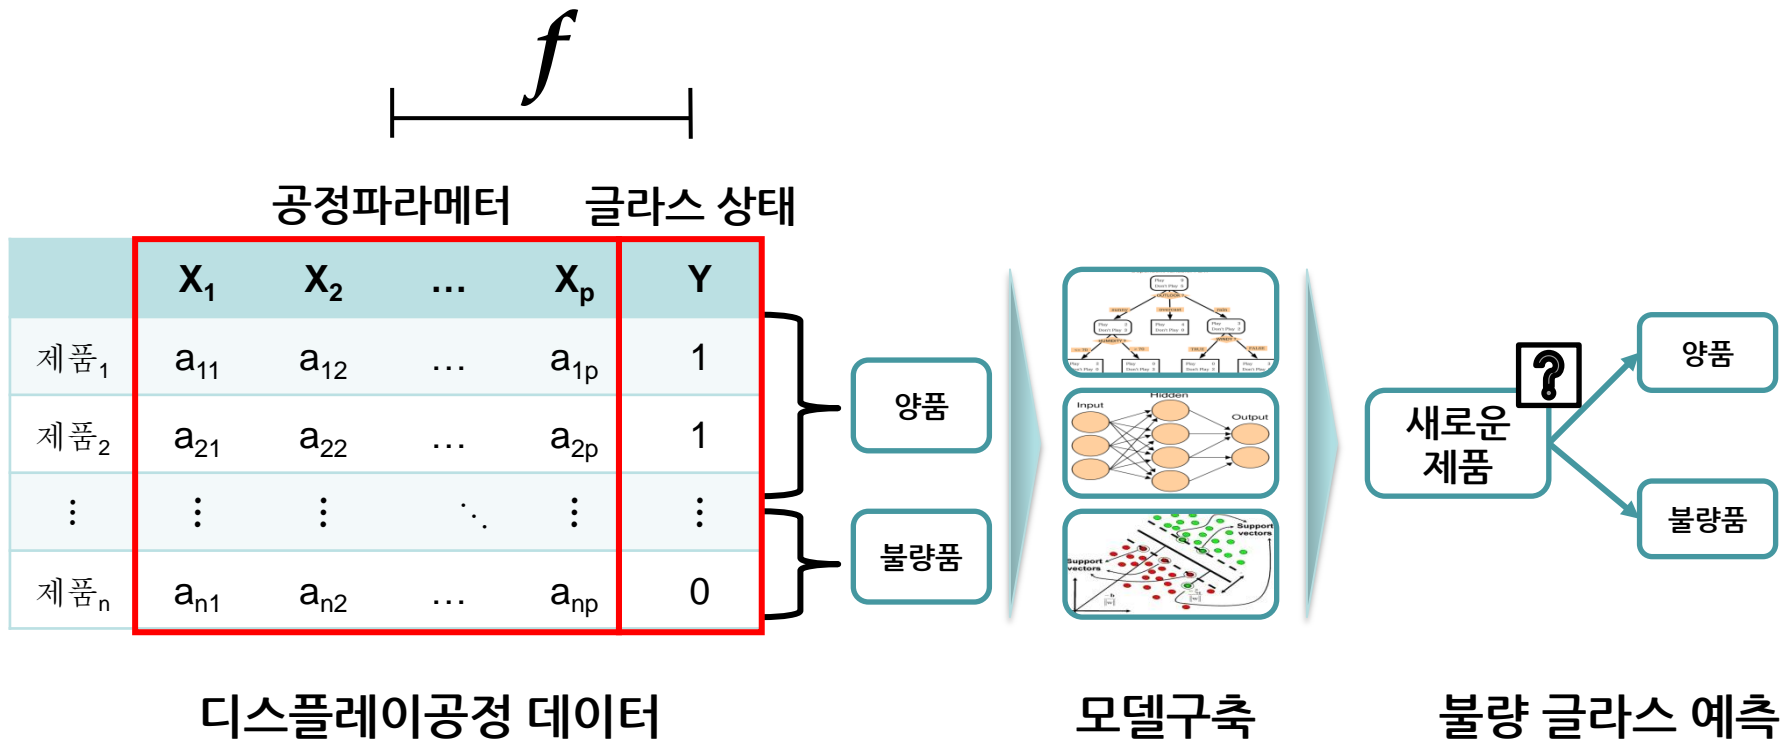 f
공정파라메터 글라스 상태
X1 X2 ... Xp Y
제품1 a11 a12 ... a1p 1
제품2 a21 a22 ... a2p 1
⋮ ⋮ ⋮ ⋱ ⋮ ⋮
제품n an1 an2 ... anp 0
양품
불량품
Input
Hidden
Output
Support
vectors
Support
vectors
?
새로운
제품
양품
불량품
디스플레이공정 데이터
모델구축
불량 글라스 예측